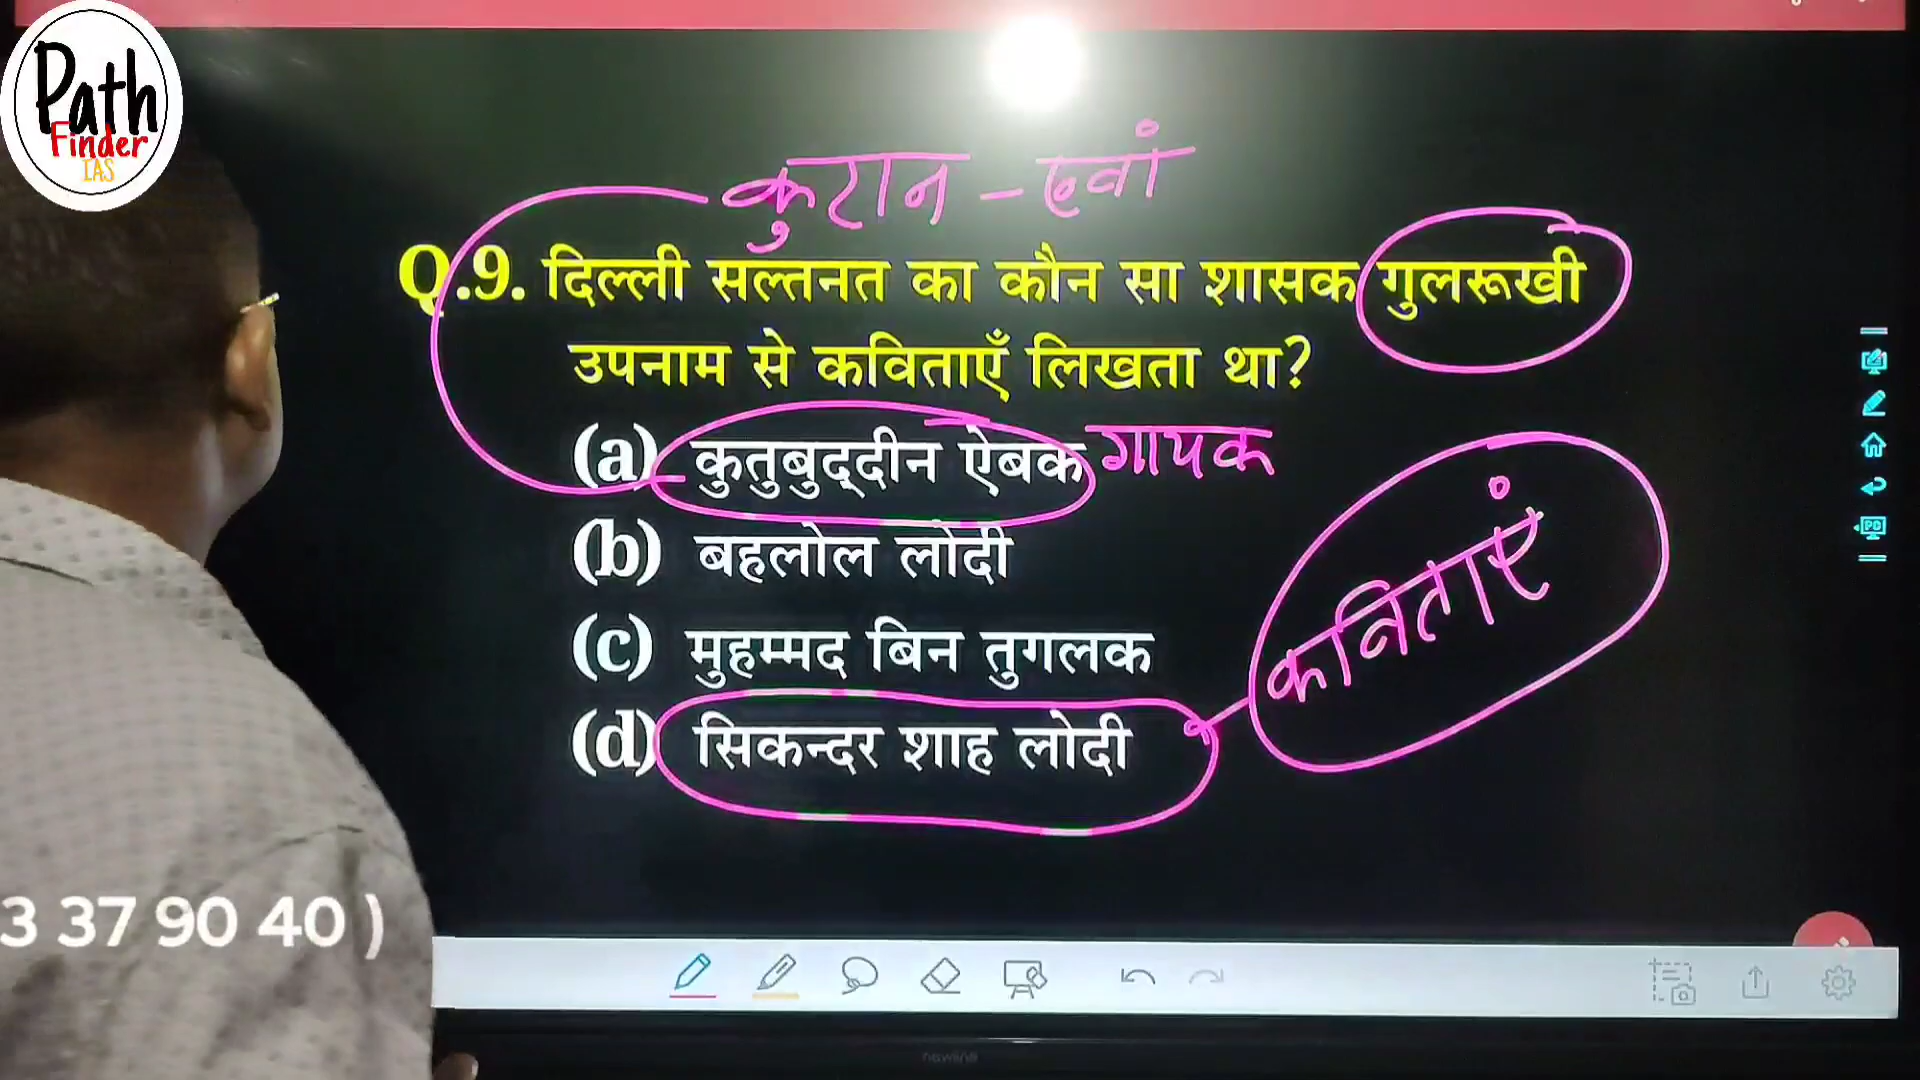 Path
Finder
IAS
कुरान - ख्वां
Q.9. दिल्ली सल्तनत का कौन सा शासक गुलरूखी
उपनाम से कविताएँ लिखता था?
(a) कुतुबुद्दीन ऐबक गायक
(b) बहलोल लोदी
(c) मुहम्मद बिन तुगलक
(d) सिकन्दर शाह लोदी
कविताएं
3 37 90 40 )
newline